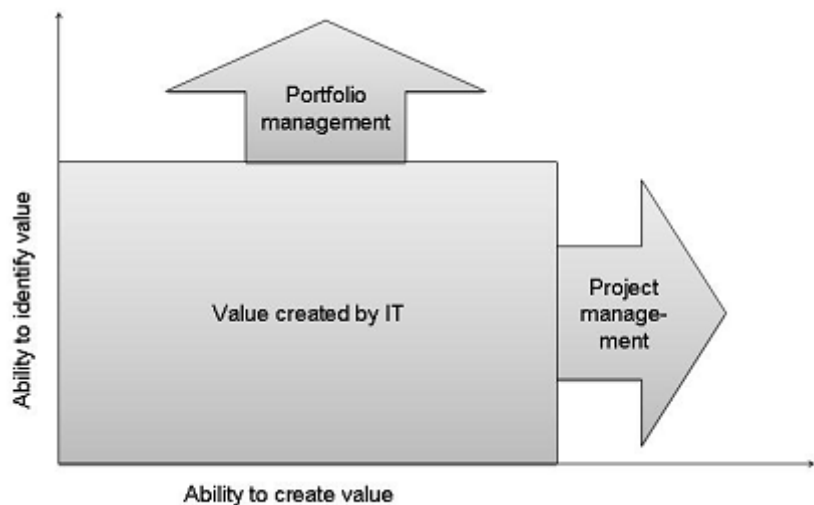 Portfolio
management
Ability to identify value
Value created by IT
Project
manage-
ment
Ability to create value